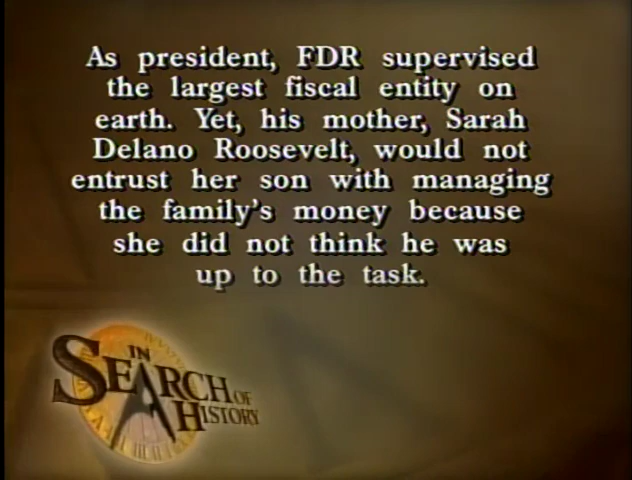 As president, FDR supervised
the largest fiscal entity on
earth. Yet, his mother, Sarah
Delano Roosevelt, would not
entrust her son with managing
the family's money because
she did not think he was
up to the task.
IN
SEARCH OF
HISTORY